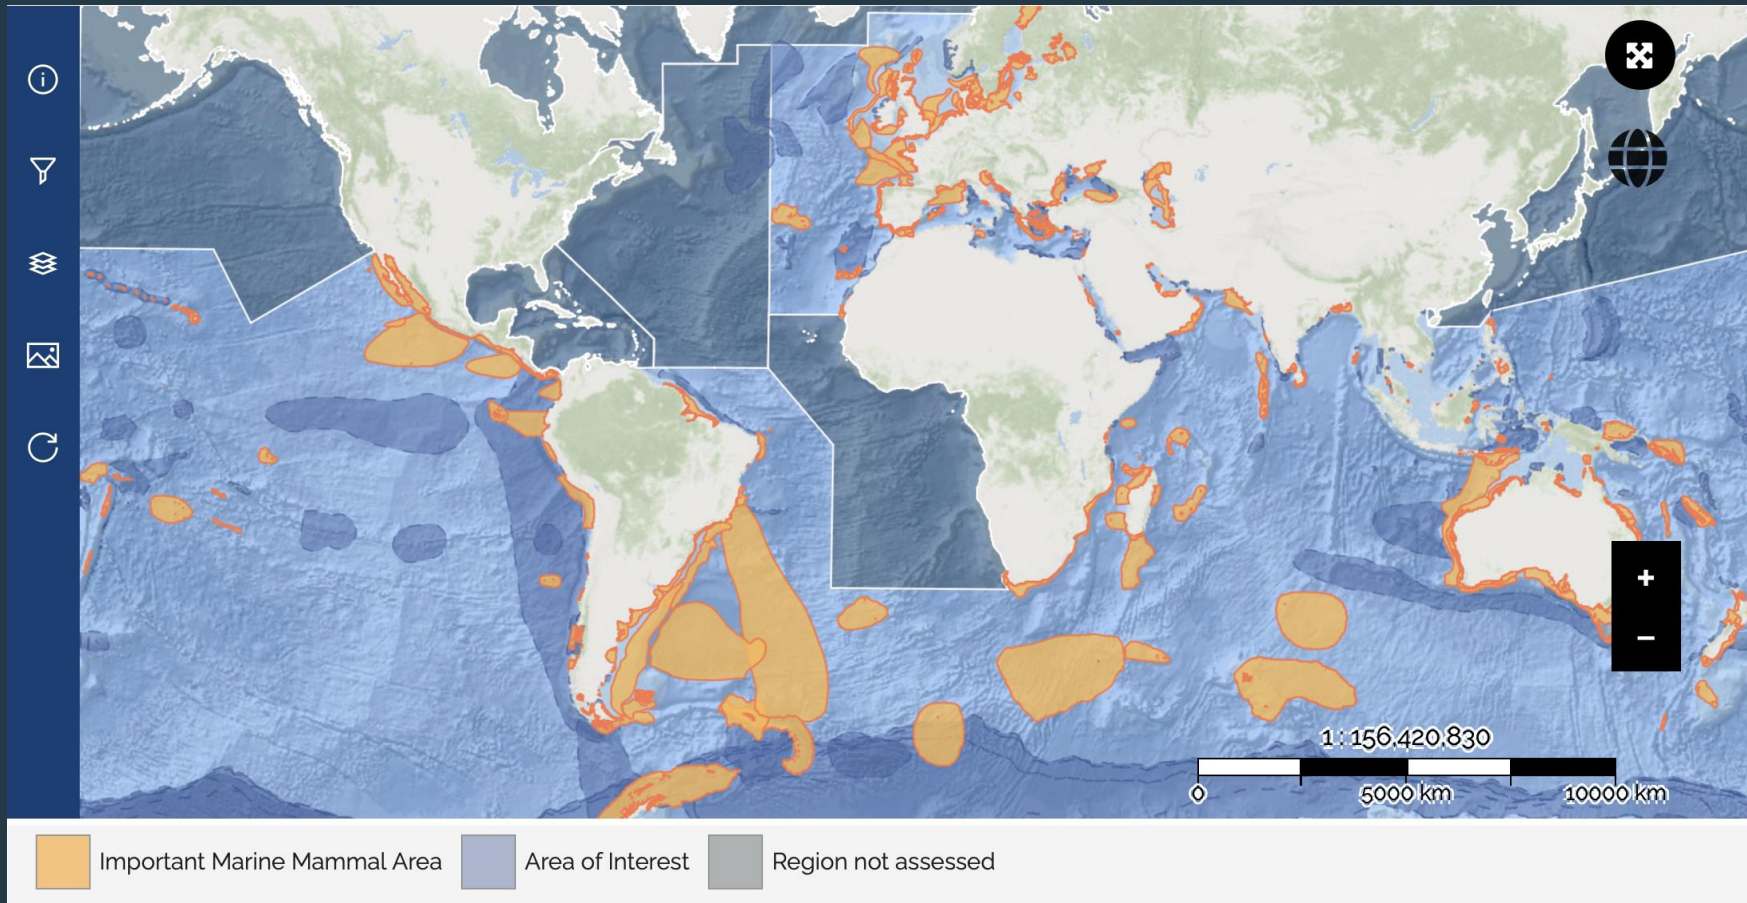 1 : 156,420,830
0 5000 km 10000 km
Important Marine Mammal Area Area of Interest Region not assessed